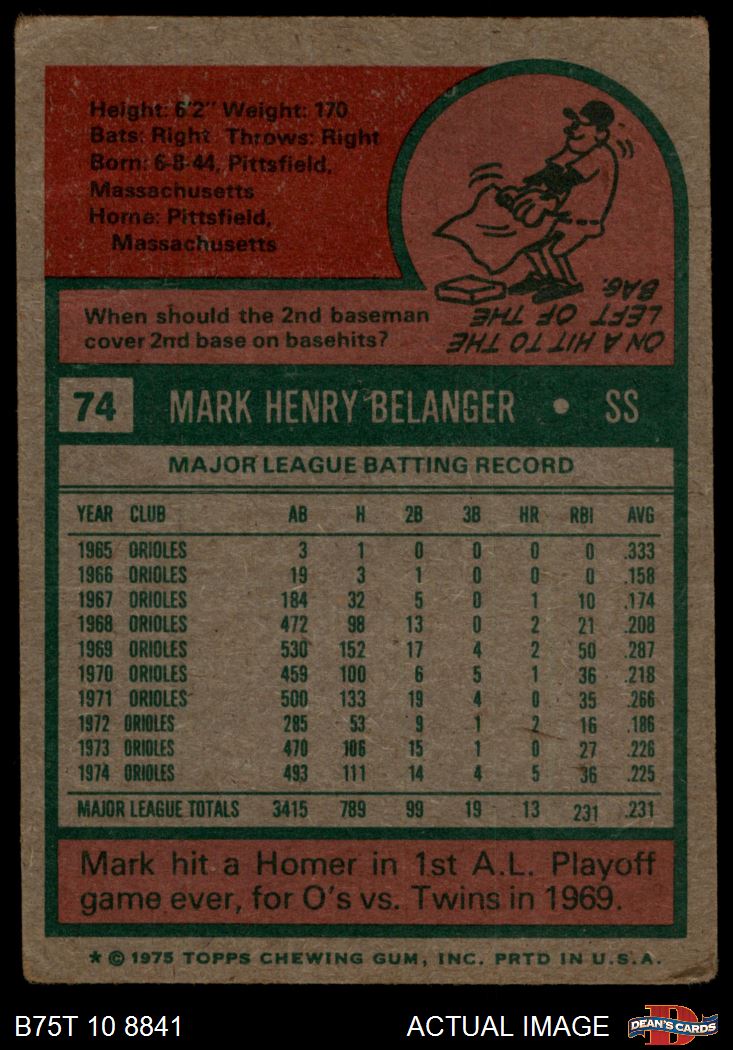 Height: 6'2" Weight: 170
Bats: Right Throws: Right
Born: 6-8-44, Pittsfield,
Massachusetts
Home: Pittsfield,
Massachusetts
When should the 2nd baseman
cover 2nd base on basehits?
ON A HIT TO THE
LEFT OF THE
BAG.
74 MARK HENRY BELANGER • SS
MAJOR LEAGUE BATTING RECORD
YEAR CLUB AB H 2B 3B HR RBI AVG
1965 ORIOLES 3 1 0 0 0 0 .333
1966 ORIOLES 19 3 1 0 0 0 .158
1967 ORIOLES 184 32 5 0 1 10 .174
1968 ORIOLES 472 98 13 0 2 21 .208
1969 ORIOLES 530 152 17 4 2 50 .287
1970 ORIOLES 459 100 6 5 1 36 .218
1971 ORIOLES 500 133 19 4 0 35 .266
1972 ORIOLES 285 53 9 1 2 16 .186
1973 ORIOLES 470 106 15 1 0 27 .226
1974 ORIOLES 493 111 14 4 5 36 .225
MAJOR LEAGUE TOTALS 3415 789 99 19 13 231 .231
Mark hit a Homer in 1st A.L. Playoff
game ever, for O's vs. Twins in 1969.
* © 1975 TOPPS CHEWING GUM, INC. PRTD IN U.S.A.
B75T 10 8841 ACTUAL IMAGE DEAN'S CARDS